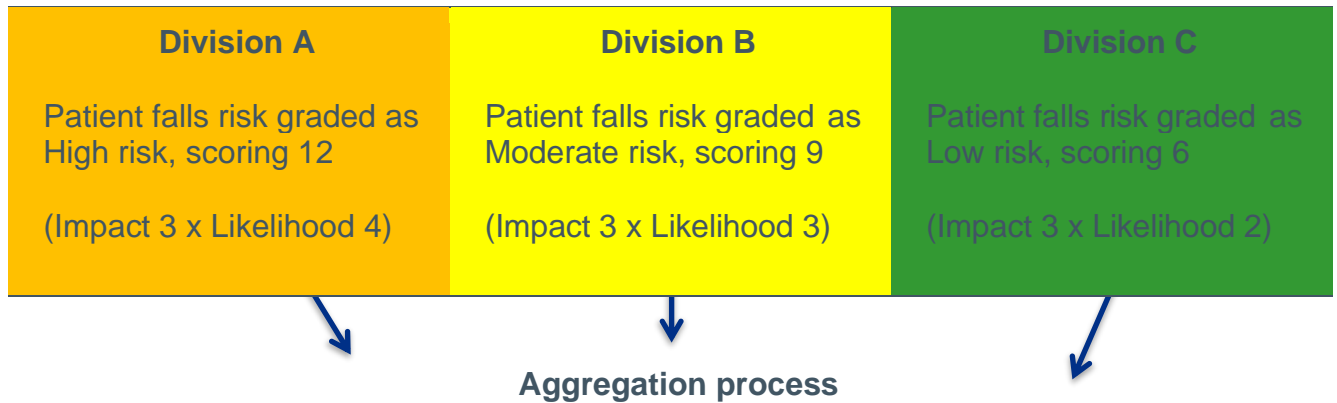 Division A
Patient falls risk graded as
High risk, scoring 12
(Impact 3 x Likelihood 4)
Division B
Patient falls risk graded as
Moderate risk, scoring 9
(Impact 3 x Likelihood 3)
Division C
Patient falls risk graded as
Low risk, scoring 6
(Impact 3 x Likelihood 2)
Aggregation process